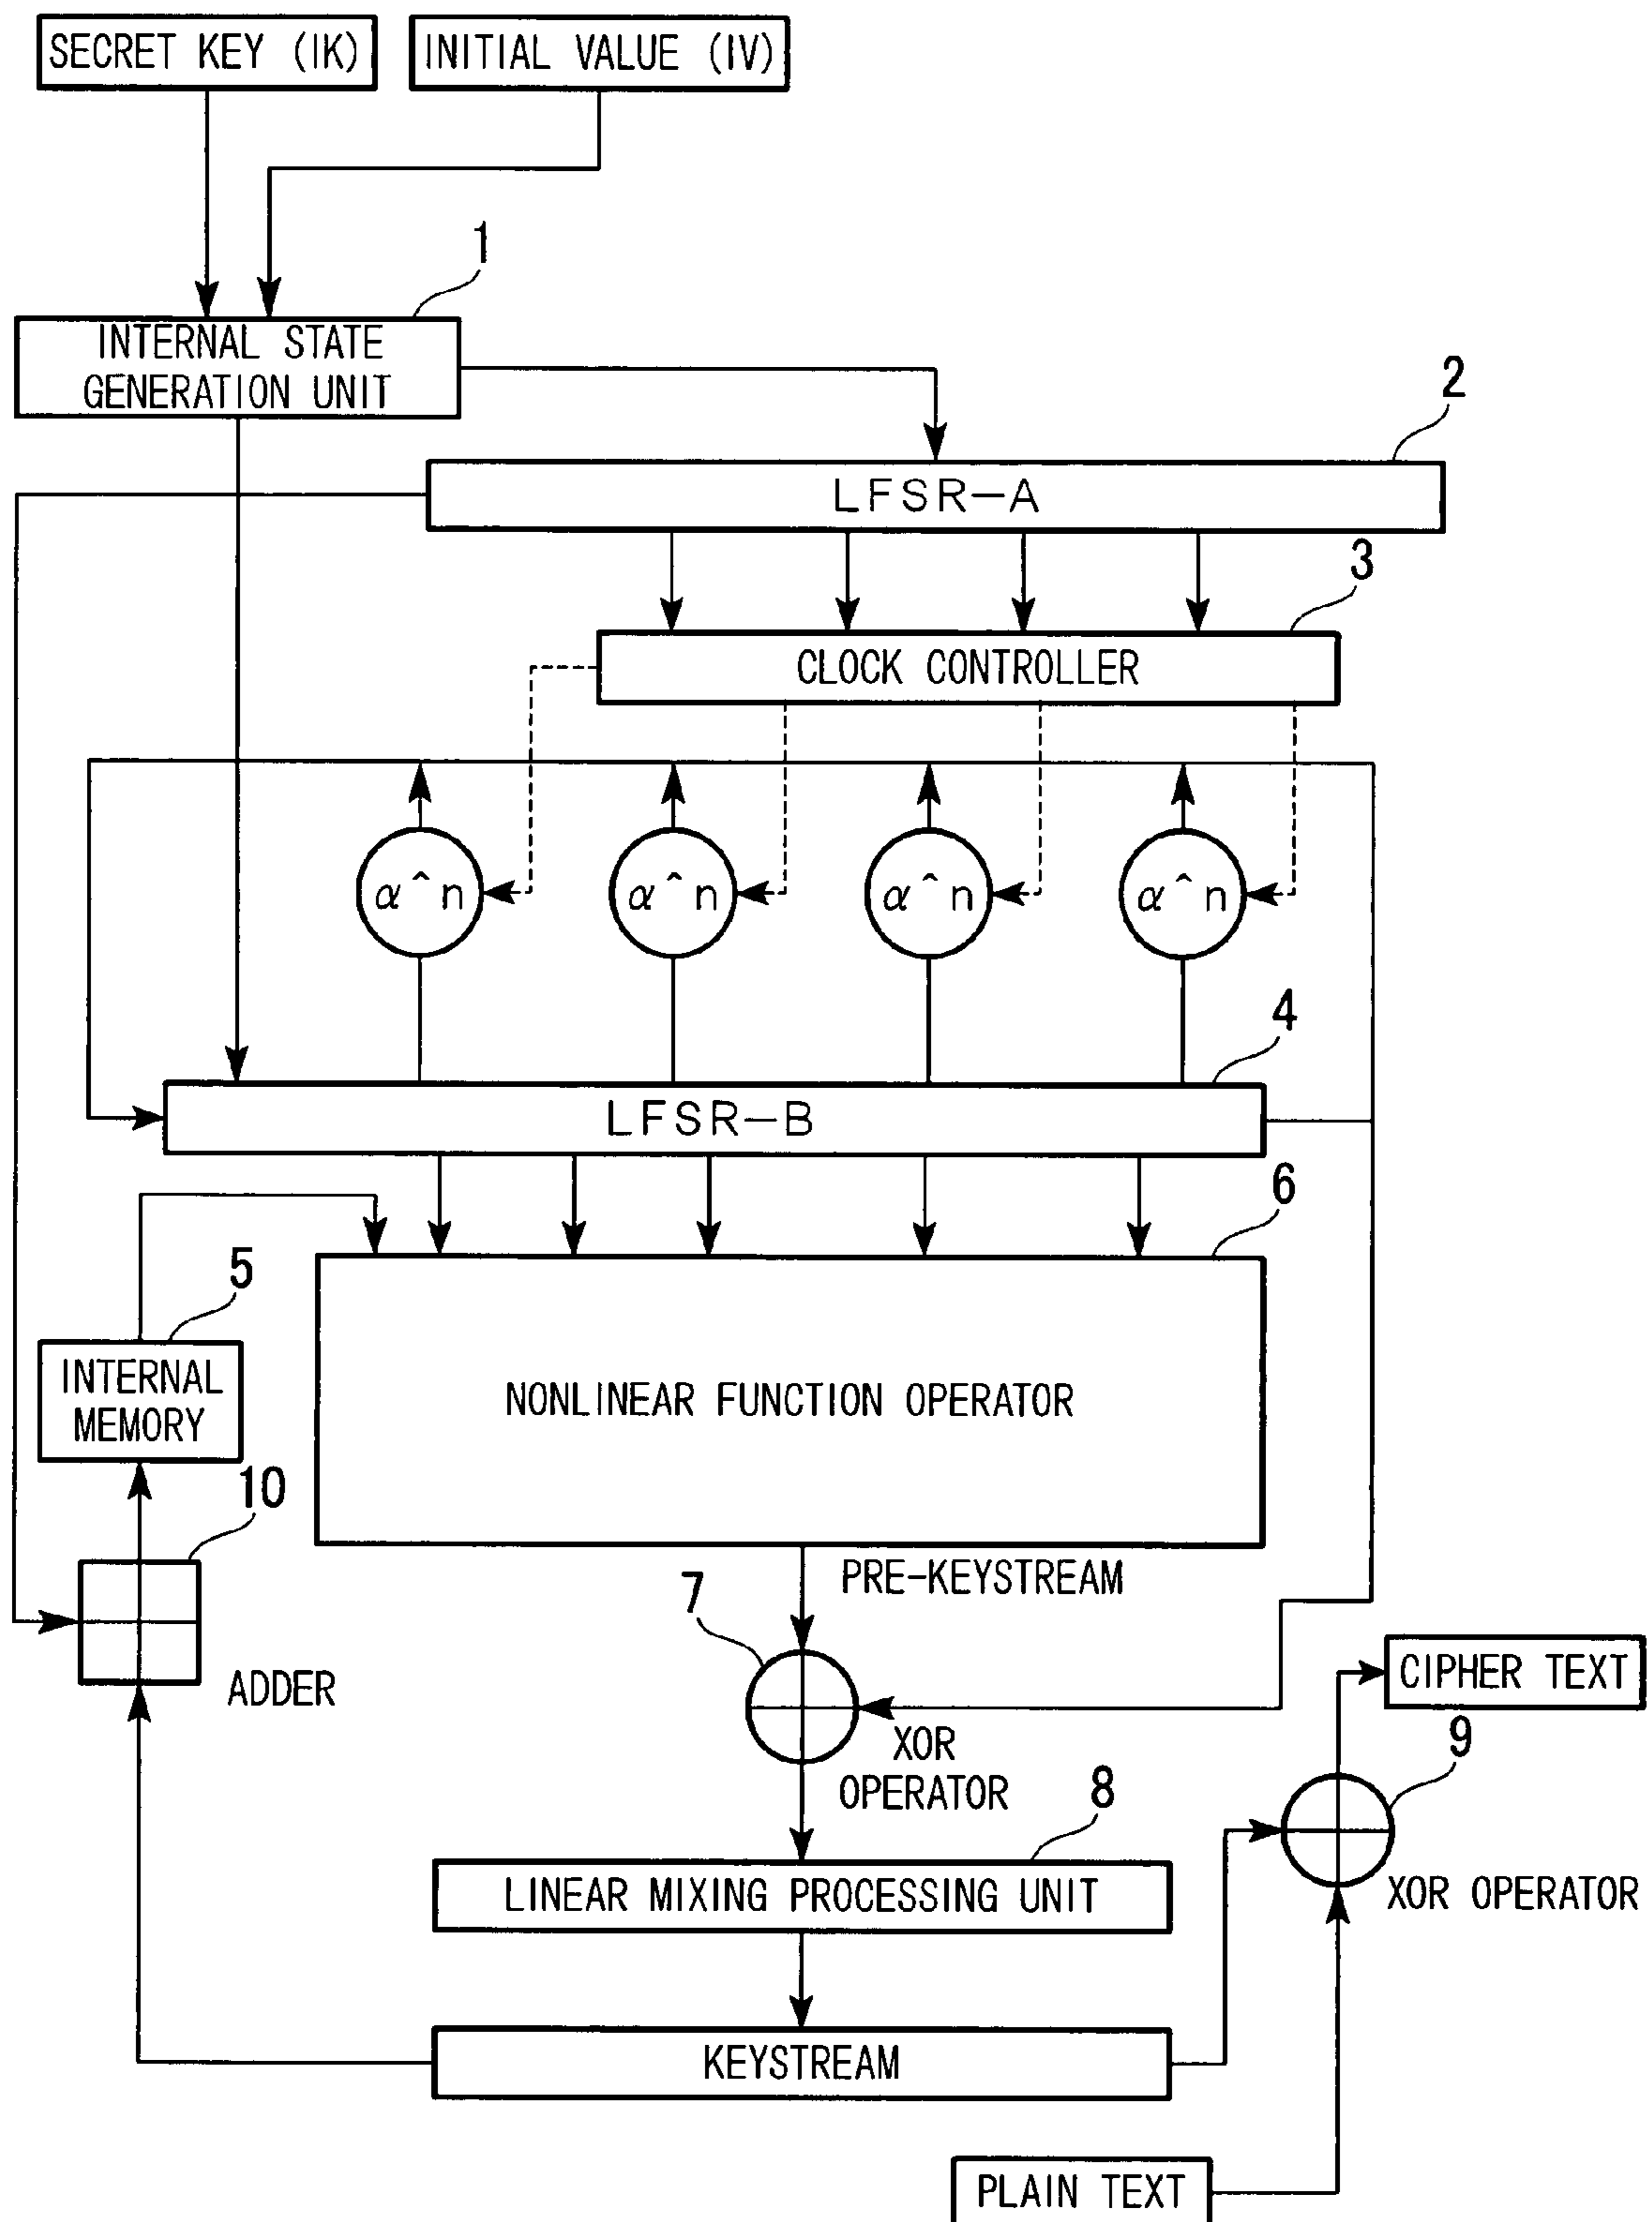 SECRET KEY (IK)
INITIAL VALUE (IV)
1
INTERNAL STATE
GENERATION UNIT
2
LFSR-A
3
CLOCK CONTROLLER
α^n
α^n
α^n
α^n
4
LFSR-B
6
5
INTERNAL
MEMORY
NONLINEAR FUNCTION OPERATOR
10
PRE-KEYSTREAM
7
ADDER
CIPHER TEXT
XOR
OPERATOR
9
8
LINEAR MIXING PROCESSING UNIT
XOR OPERATOR
KEYSTREAM
PLAIN TEXT